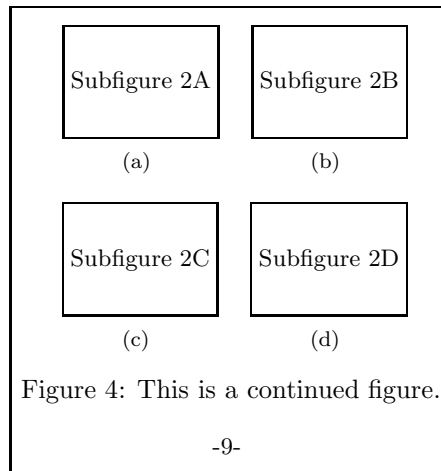 Subfigure 2A Subfigure 2B
(a) (b)
Subfigure 2C Subfigure 2D
(c) (d)
Figure 4: This is a continued figure.
-9-